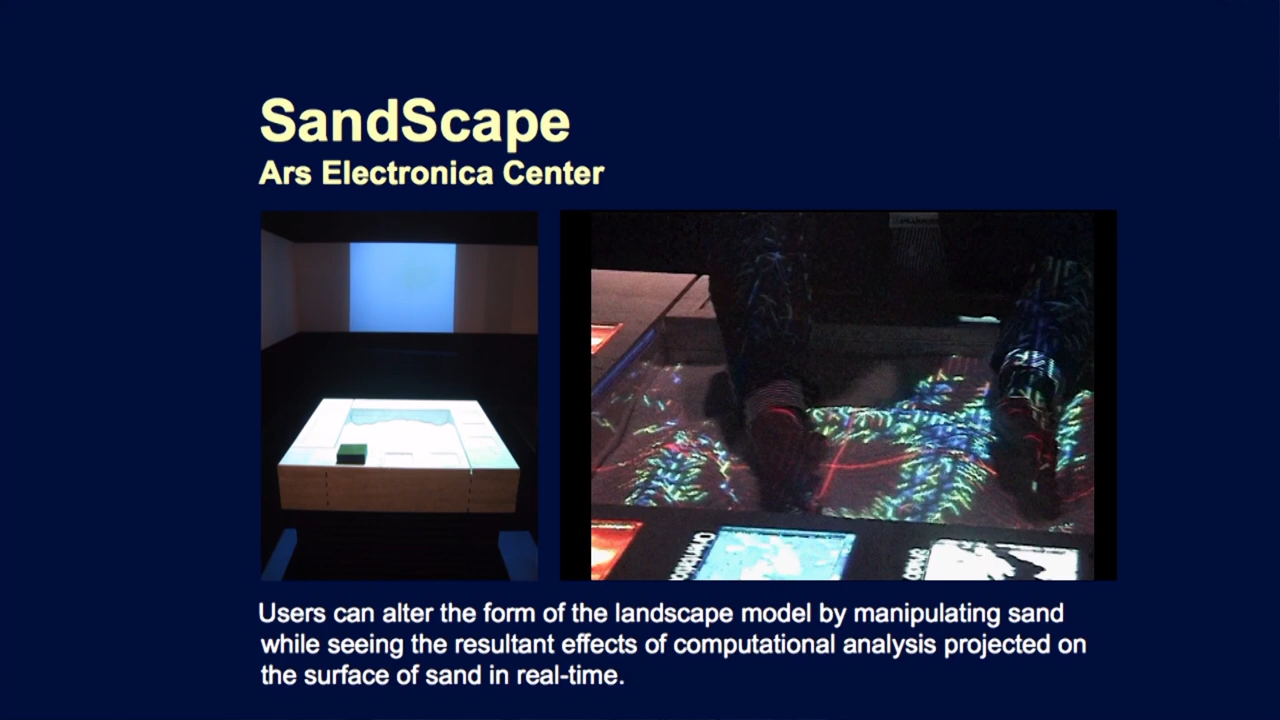 SandScape
Ars Electronica Center
Users can alter the form of the landscape model by manipulating sand
while seeing the resultant effects of computational analysis projected on
the surface of sand in real-time.